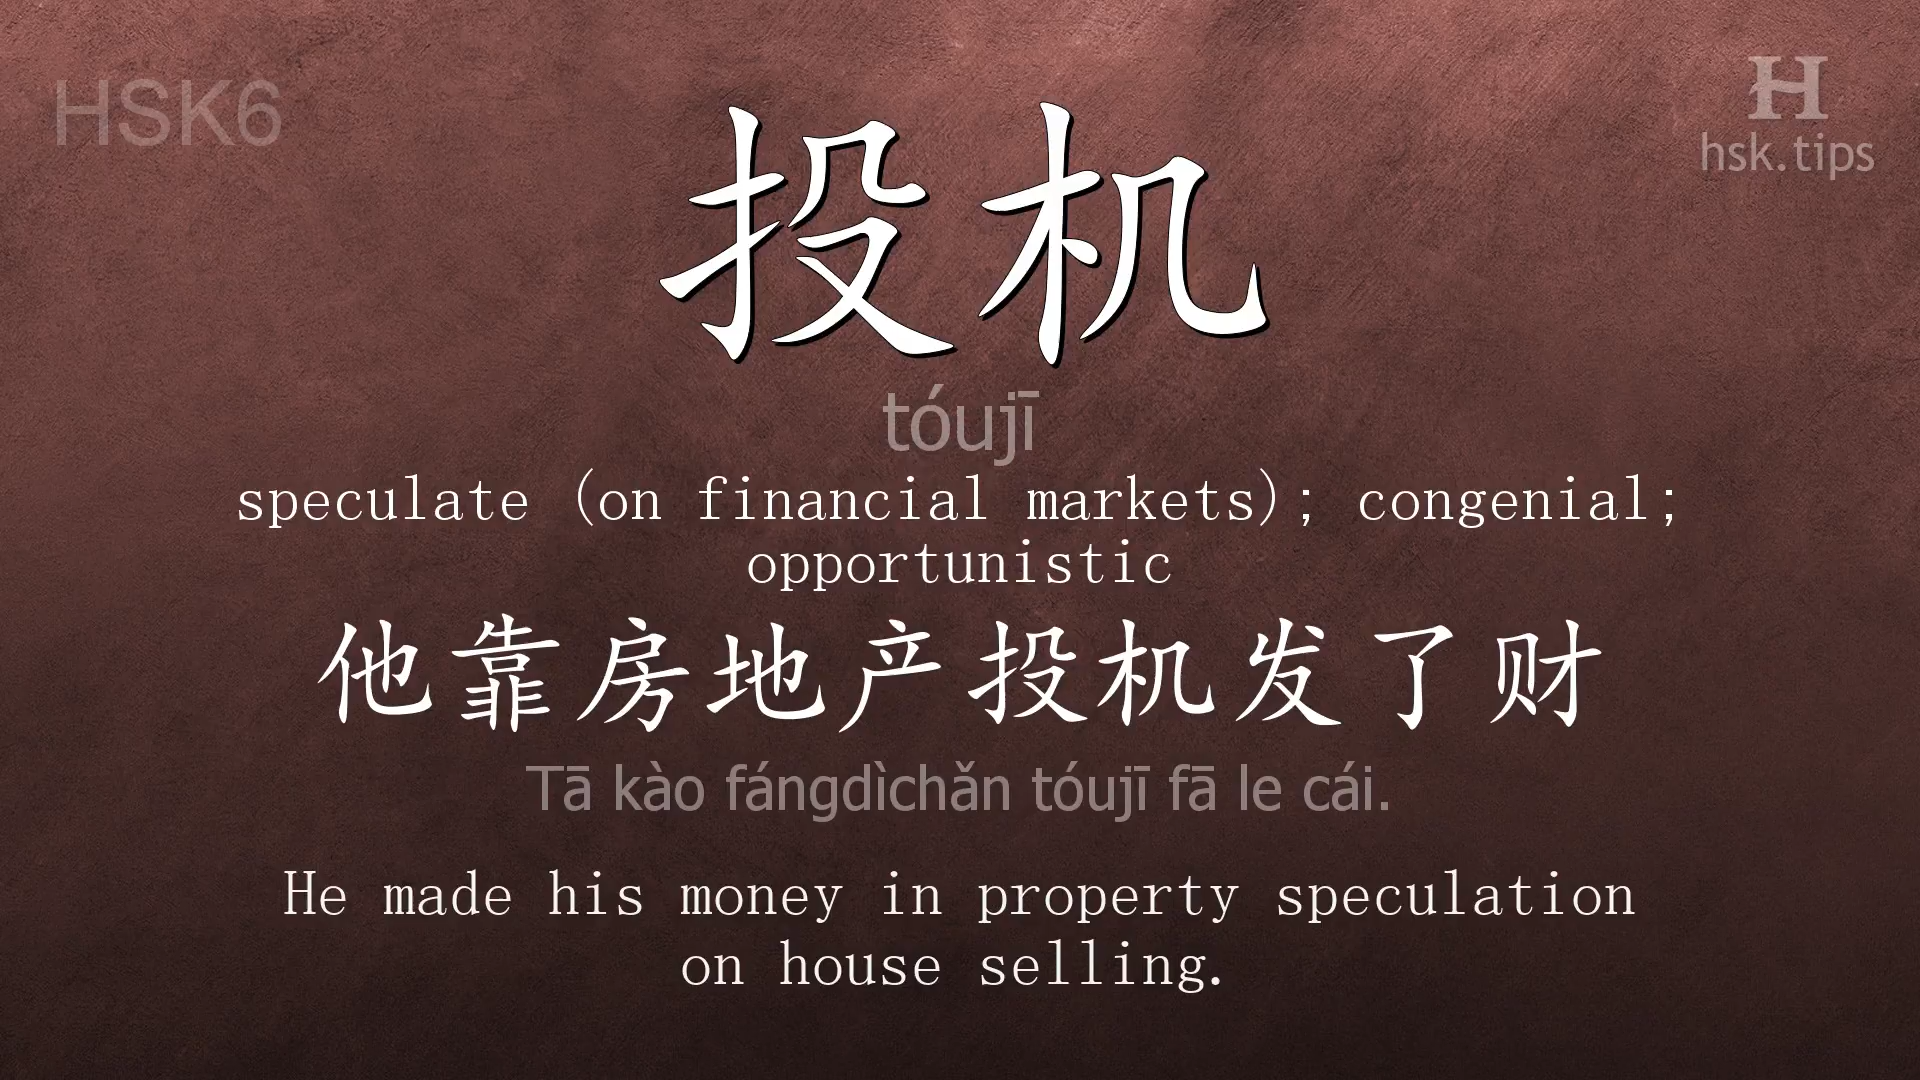 HSK6
H
hsk.tips
投机
tóujī
speculate (on financial markets); congenial;
opportunistic
他靠房地产投机发了财
Tā kào fángdìchǎn tóujī fā le cái.
He made his money in property speculation
on house selling.